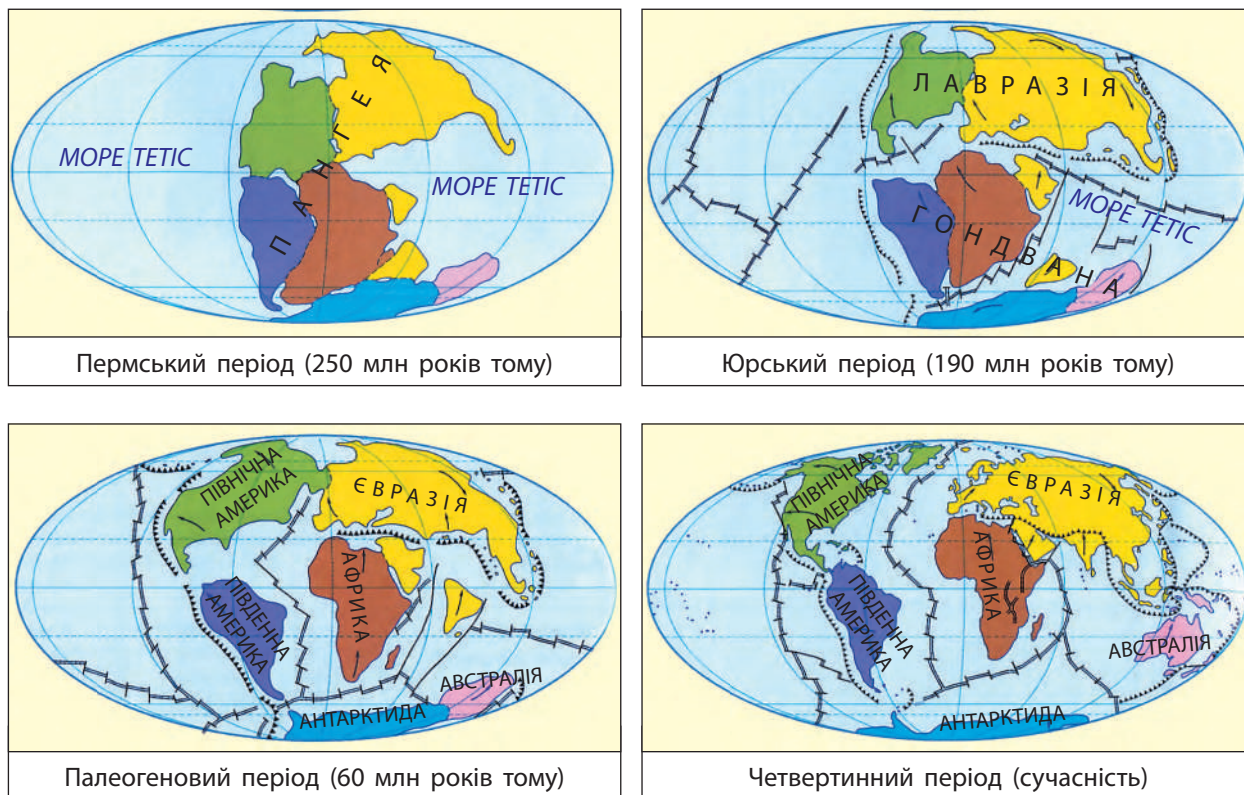 ПАНГЕЯ
МОРЕ ТЕТІС
МОРЕ ТЕТІС
Пермський період (250 млн років тому)
ЛАВРАЗІЯ
ГОНДВАНА
МОРЕ ТЕТІС
Юрський період (190 млн років тому)
ПІВНІЧНА
АМЕРИКА
ЄВРАЗІЯ
АФРИКА
ПІВДЕННА
АМЕРИКА
АВСТРАЛІЯ
АНТАРКТИДА
Палеогеновий період (60 млн років тому)
ПІВНІЧНА
АМЕРИКА
ЄВРАЗІЯ
АФРИКА
ПІВДЕННА
АМЕРИКА
АВСТРАЛІЯ
АНТАРКТИДА
Четвертинний період (сучасність)